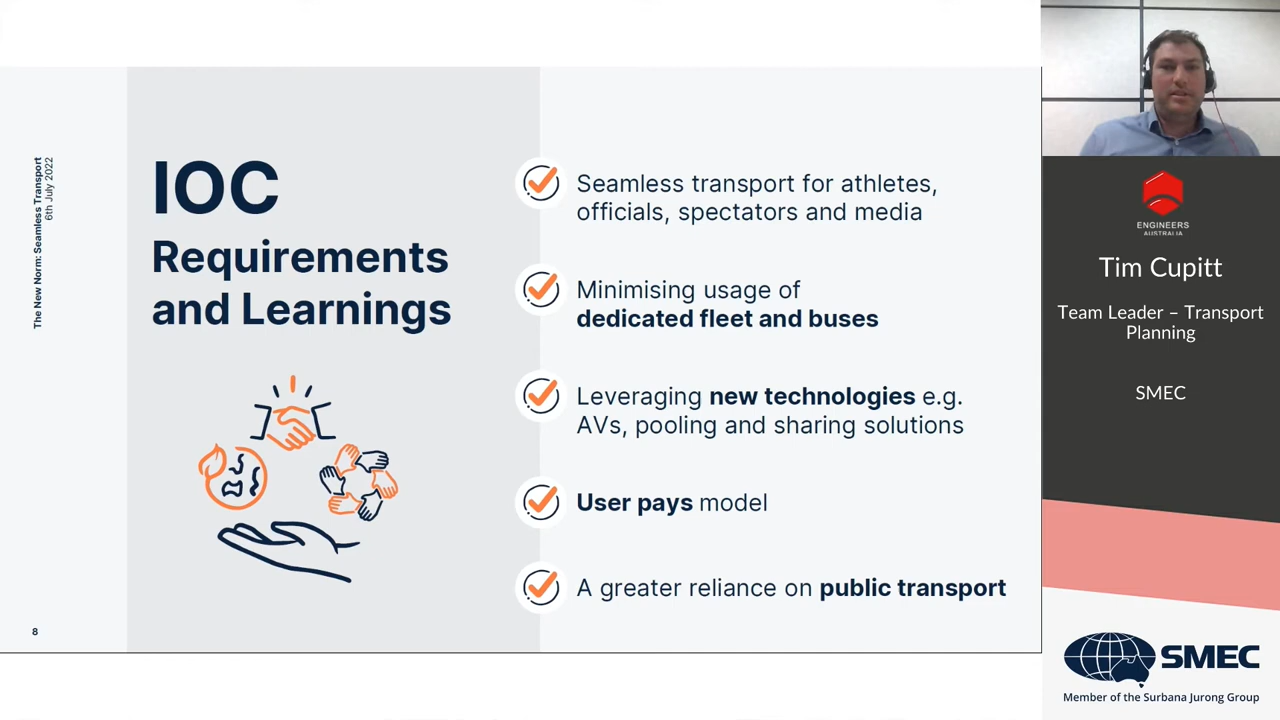 The New Norm: Seamless Transport
6th July 2022
IOC
Requirements
and Learnings
8
Seamless transport for athletes,
officials, spectators and media
Minimising usage of
dedicated fleet and buses
Leveraging new technologies e.g.
AVs, pooling and sharing solutions
User pays model
A greater reliance on public transport
ENGINEERS
AUSTRALIA
Tim Cupitt
Team Leader – Transport
Planning
SMEC
SMEC
Member of the Surbana Jurong Group